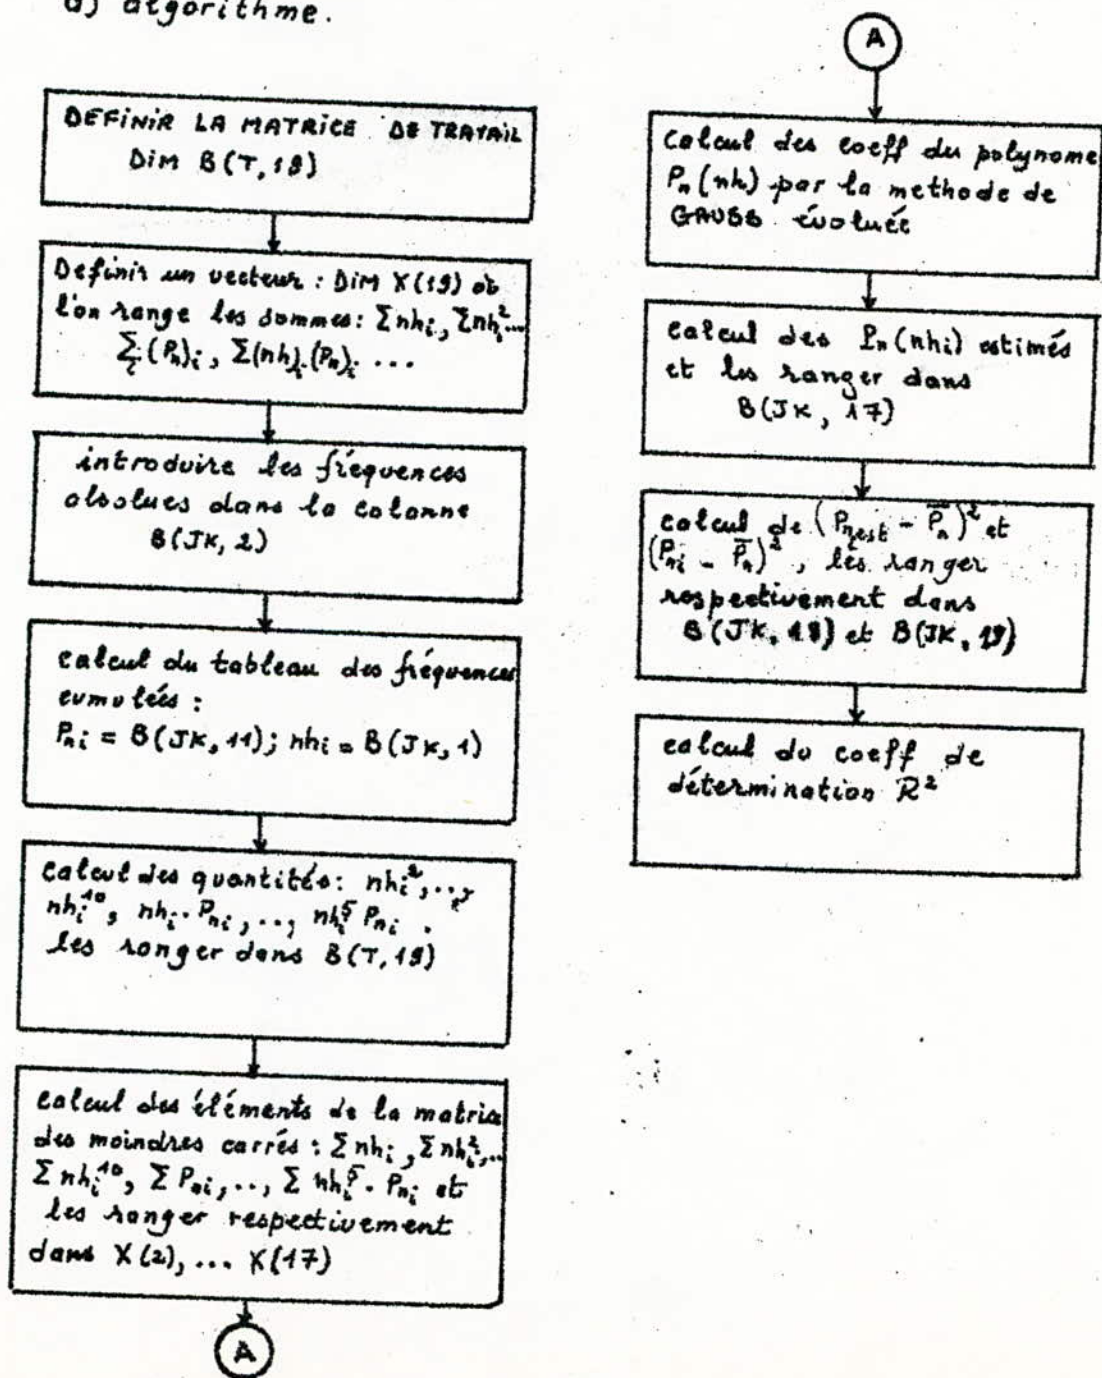 d) algorithme.
DEFINIR LA MATRICE DE TRAVAIL
Dim B(T,19)
Definir un vecteur : Dim X(19) où
l'on range les sommes : Σnhᵢ, Σnhᵢ²...
Σᵢ(Pₙ)ᵢ, Σ(nh)ᵢ.(Pₙ)ᵢ ...
introduire les fréquences
absolues dans la colonne
B(JK, 2)
calcul du tableau des fréquences
cumulées :
Pₙᵢ = B(JK, 11); nhᵢ = B(JK, 1)
calcul des quantités : nhᵢ²,..,
nhᵢ¹⁰, nhᵢ.Pₙᵢ,.., nhᵢ⁵ Pₙᵢ.
les ranger dans B(T,19)
calcul des éléments de la matrice
des moindres carrés : Σnhᵢ, Σnhᵢ²,..
Σnhᵢ¹⁰, ΣPₙᵢ,.., Σnhᵢ⁵.Pₙᵢ et
les ranger respectivement
dans X(2), ... X(17)
A
A
calcul des coeff du polynome
Pₙ(nh) par la methode de
GAUSS évoluée
calcul des Pₙ(nhi) estimés
et les ranger dans
B(JK, 17)
calcul de (Pₙᵢest - P̅ₙ)² et
(Pₙᵢ - P̅ₙ)², les ranger
respectivement dans
B(JK, 18) et B(JK, 19)
calcul du coeff de
détermination R²